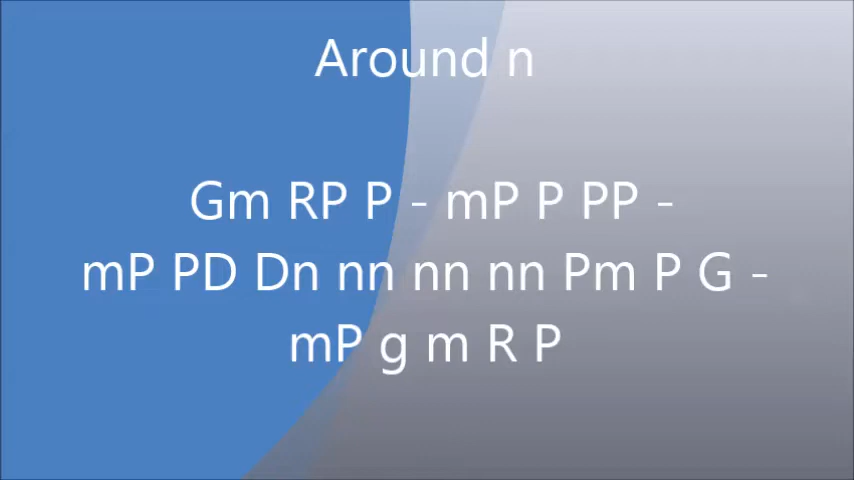 Around n
Gm RP P - mP P PP -
mP PD Dn nn nn nn Pm P G -
mP g m R P